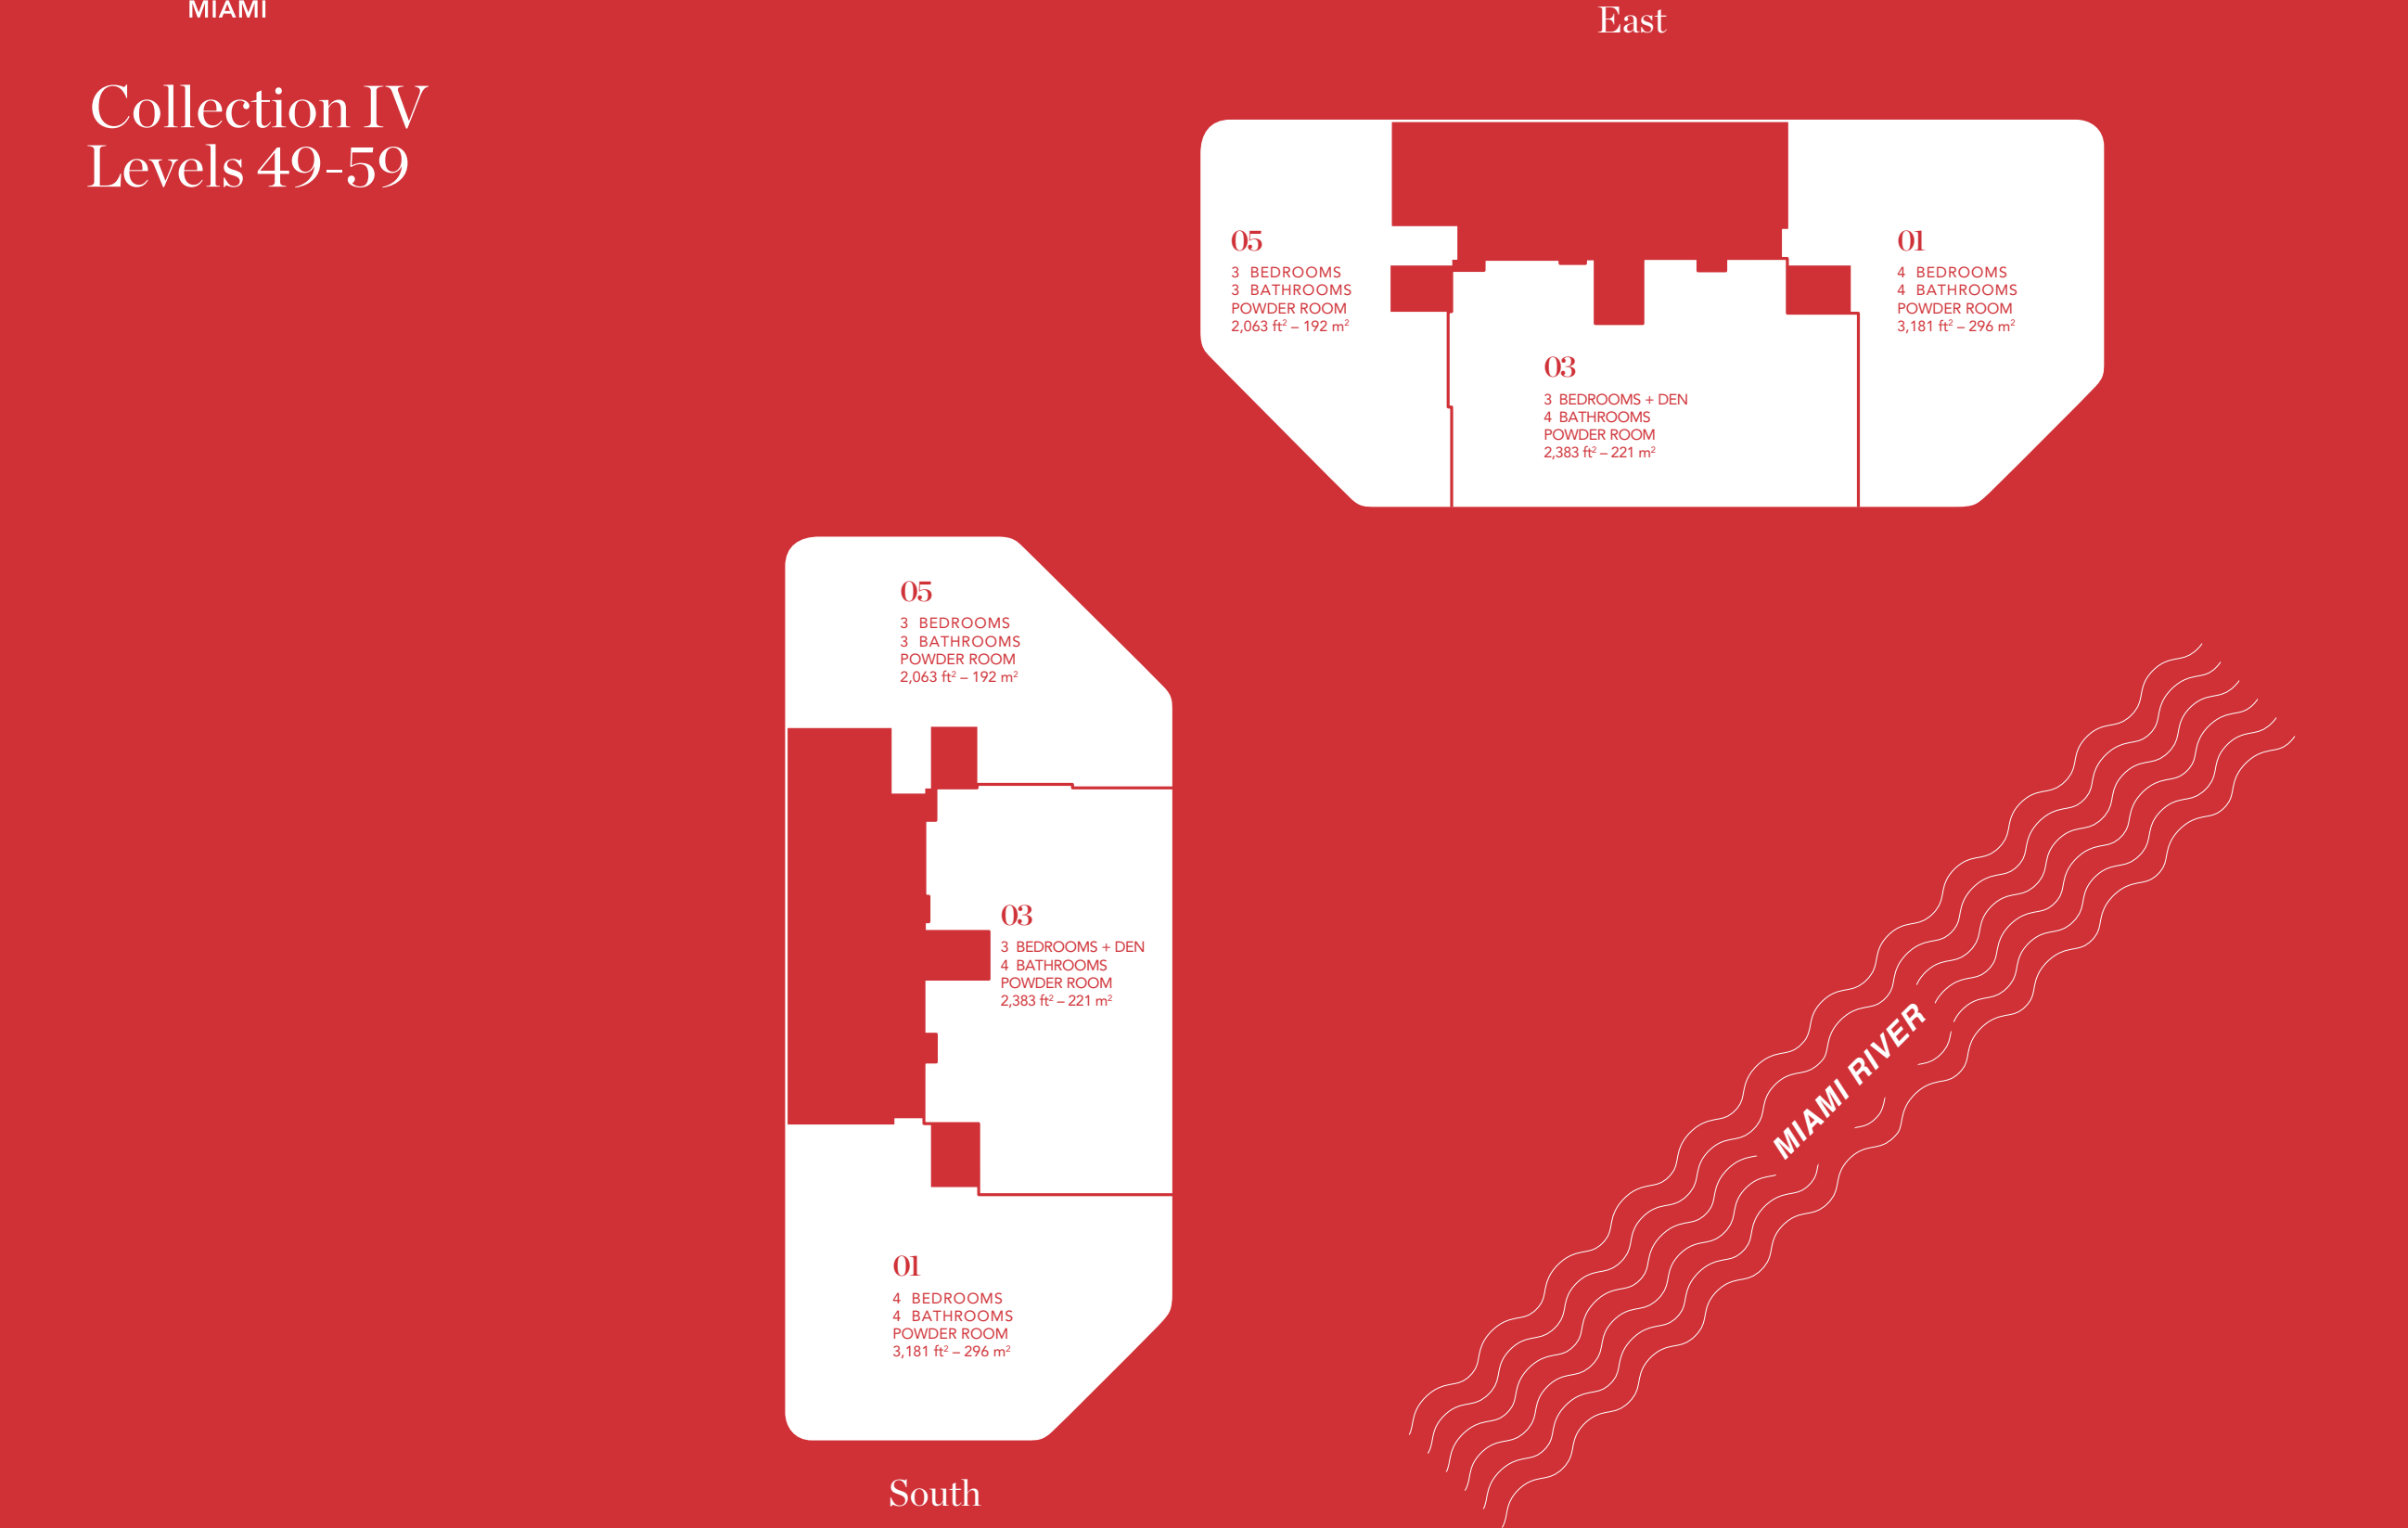 MIAMI
East
Collection IV
Levels 49-59
05
3 BEDROOMS
3 BATHROOMS
POWDER ROOM
2,063 ft² – 192 m²
03
3 BEDROOMS + DEN
4 BATHROOMS
POWDER ROOM
2,383 ft² – 221 m²
01
4 BEDROOMS
4 BATHROOMS
POWDER ROOM
3,181 ft² – 296 m²
05
3 BEDROOMS
3 BATHROOMS
POWDER ROOM
2,063 ft² – 192 m²
03
3 BEDROOMS + DEN
4 BATHROOMS
POWDER ROOM
2,383 ft² – 221 m²
01
4 BEDROOMS
4 BATHROOMS
POWDER ROOM
3,181 ft² – 296 m²
South
MIAMI RIVER